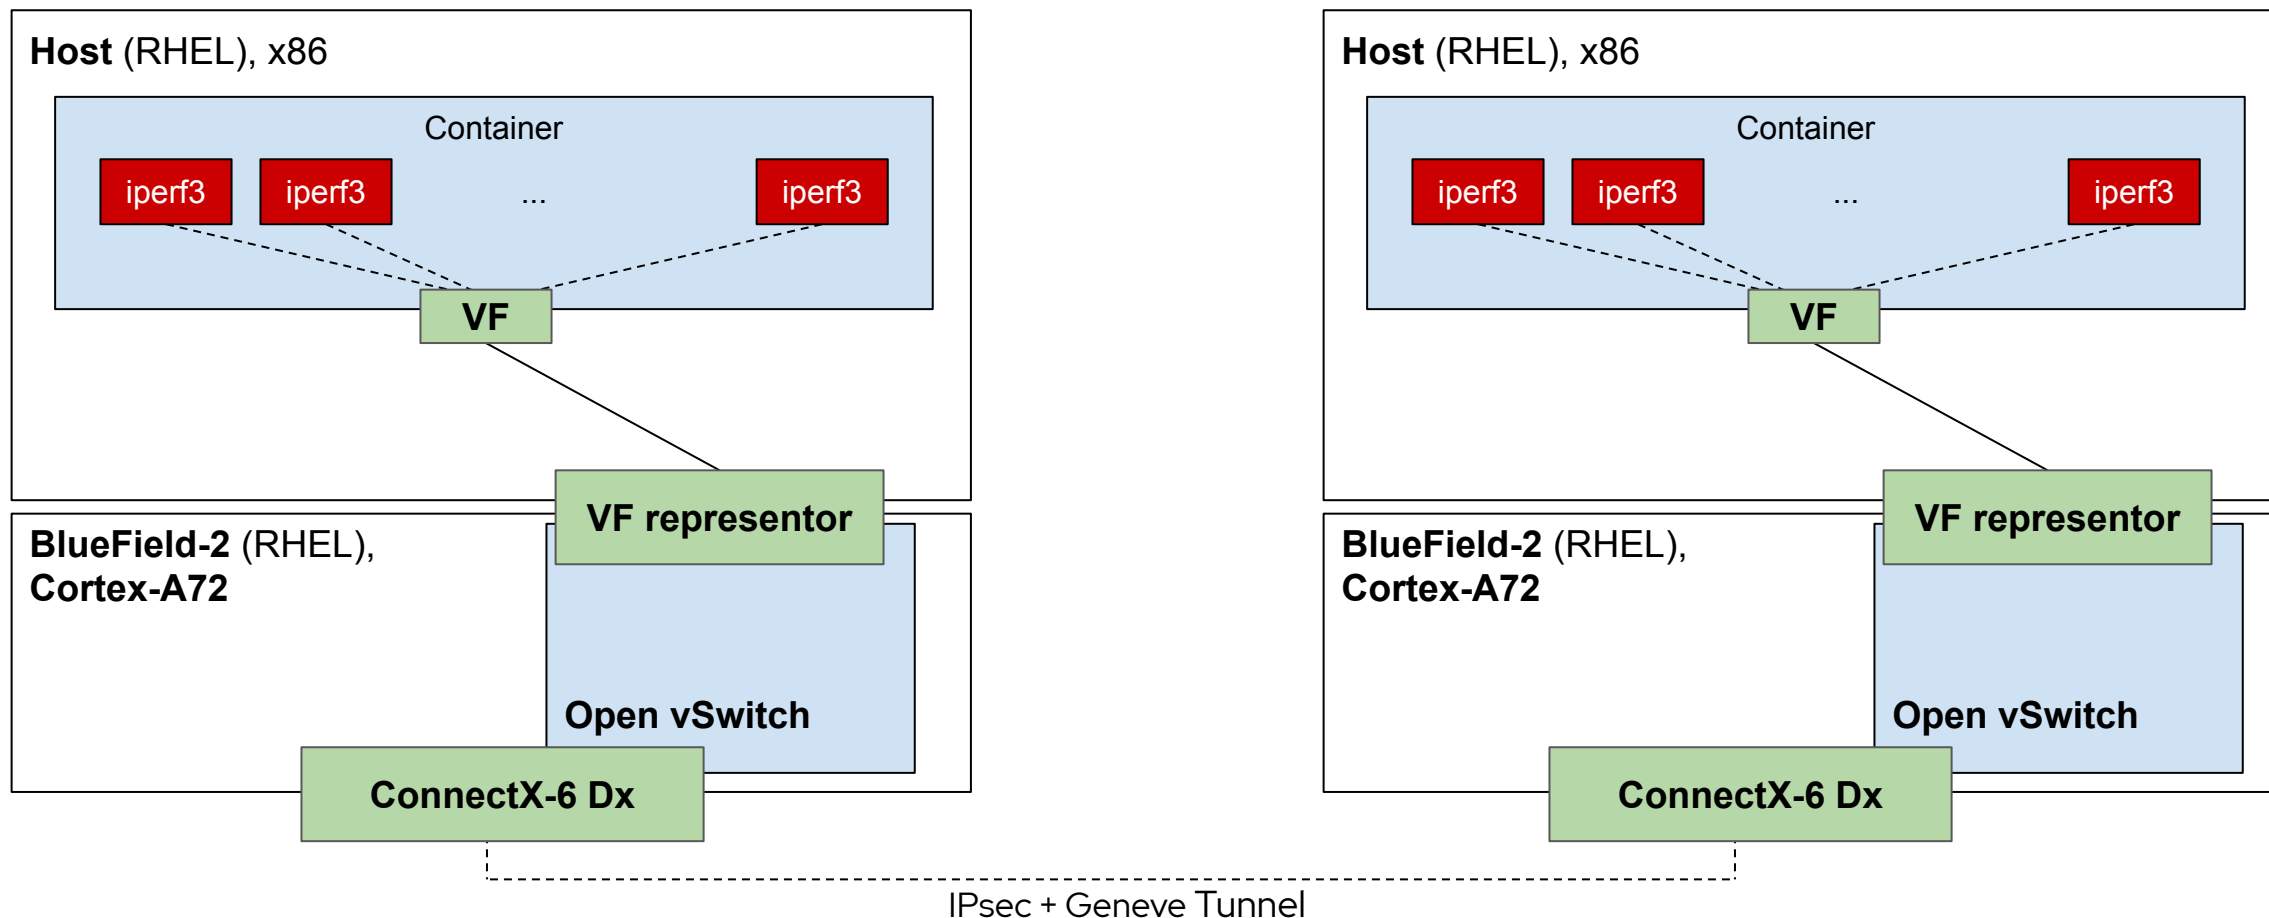 Host (RHEL), x86
Container
iperf3
iperf3
...
iperf3
VF
VF representor
BlueField-2 (RHEL),
Cortex-A72
Open vSwitch
ConnectX-6 Dx
Host (RHEL), x86
Container
iperf3
iperf3
...
iperf3
VF
VF representor
BlueField-2 (RHEL),
Cortex-A72
Open vSwitch
ConnectX-6 Dx
IPsec + Geneve Tunnel